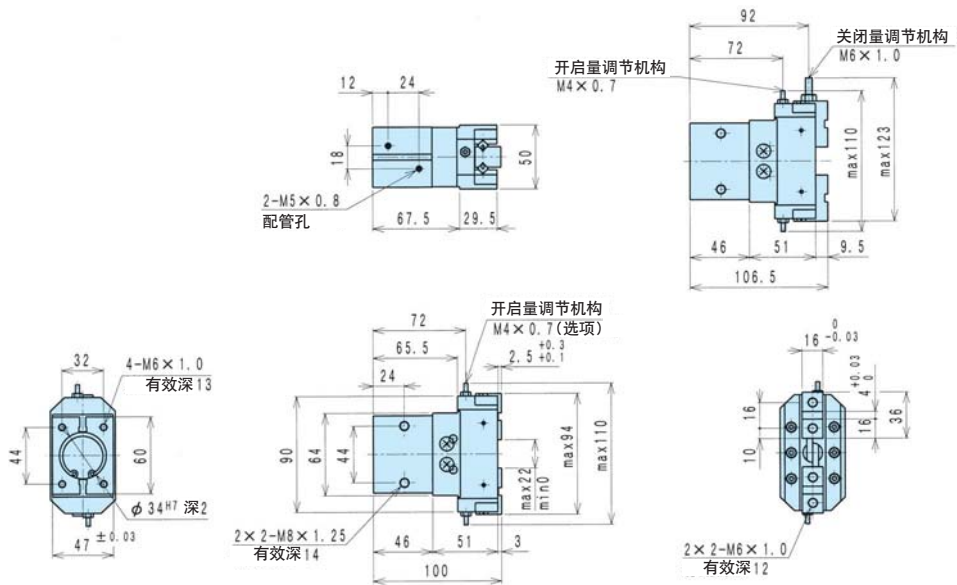 92
关闭量调节机构
M6×1.0
72
开启量调节机构
M4×0.7
12
24
18
50
max110
max123
2-M5×0.8
配管孔
67.5
29.5
46
51
9.5
106.5
开启量调节机构
M4×0.7(选项)
72
65.5
24
2.5 +0.3 +0.1
32
4-M6×1.0
有效深13
44
60
φ34H7 深2
47 ±0.03
90
64
44
max22
min0
max94
max110
2×2-M8×1.25
有效深14
46
51
3
100
16 0 -0.03
4 +0.03 0
16
10
16
36
2×2-M6×1.0
有效深12